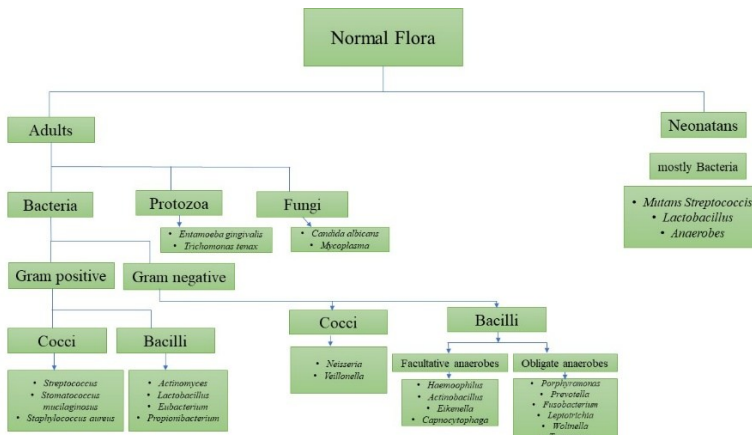 Normal Flora
Adults
Neonatans
mostly Bacteria
Mutans Streptococcis
Lactobacillus
Anaerobes
Bacteria
Protozoa
Fungi
Entamoeba gingivalis
Trichomonas tenax
Candida albicans
Mycoplasma
Gram positive
Gram negative
Cocci
Bacilli
Cocci
Bacilli
Streptococcus
Stomatococcus
mucilaginosus
Staphylococcus aureus
Actinomyces
Lactobacillus
Eubacterium
Propionibacterium
Neisseria
Veillonella
Facultative anaerobes
Obligate anaerobes
Haemoophilus
Actinobacillus
Eikenella
Capnocytophaga
Porphyramonas
Prevotella
Fusobacterium
Leptotrichia
Wolinella